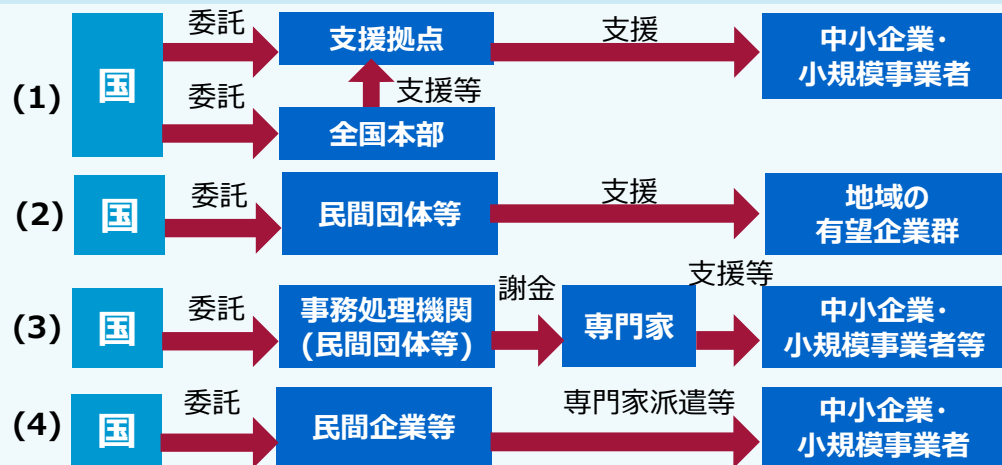 (1)
国
委託
支援拠点
支援
中小企業・
小規模事業者
委託
支援等
全国本部
(2)
国
委託
民間団体等
支援
地域の
有望企業群
(3)
国
委託
事務処理機関
(民間団体等)
謝金
専門家
支援等
中小企業・
小規模事業者等
(4)
国
委託
民間企業等
専門家派遣等
中小企業・
小規模事業者